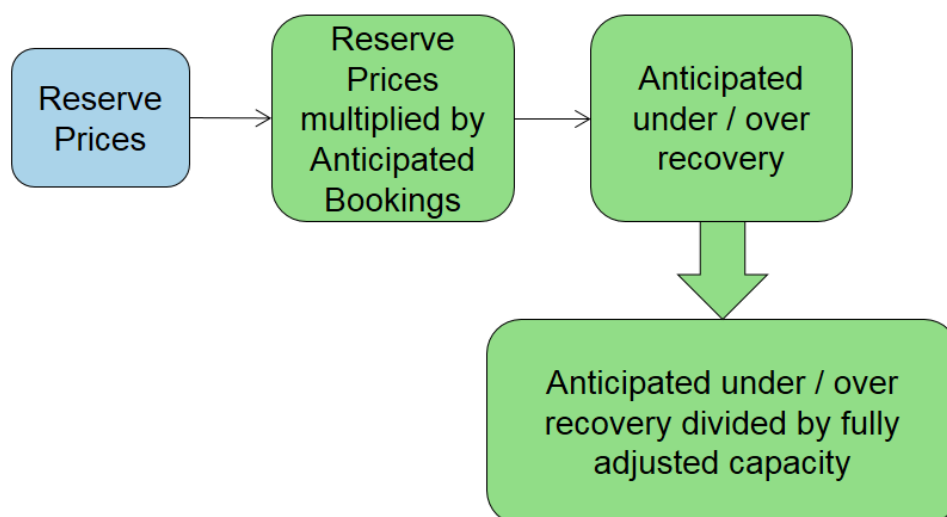 Reserve
Prices
Reserve
Prices
multiplied by
Anticipated
Bookings
Anticipated
under / over
recovery
Anticipated under / over
recovery divided by fully
adjusted capacity